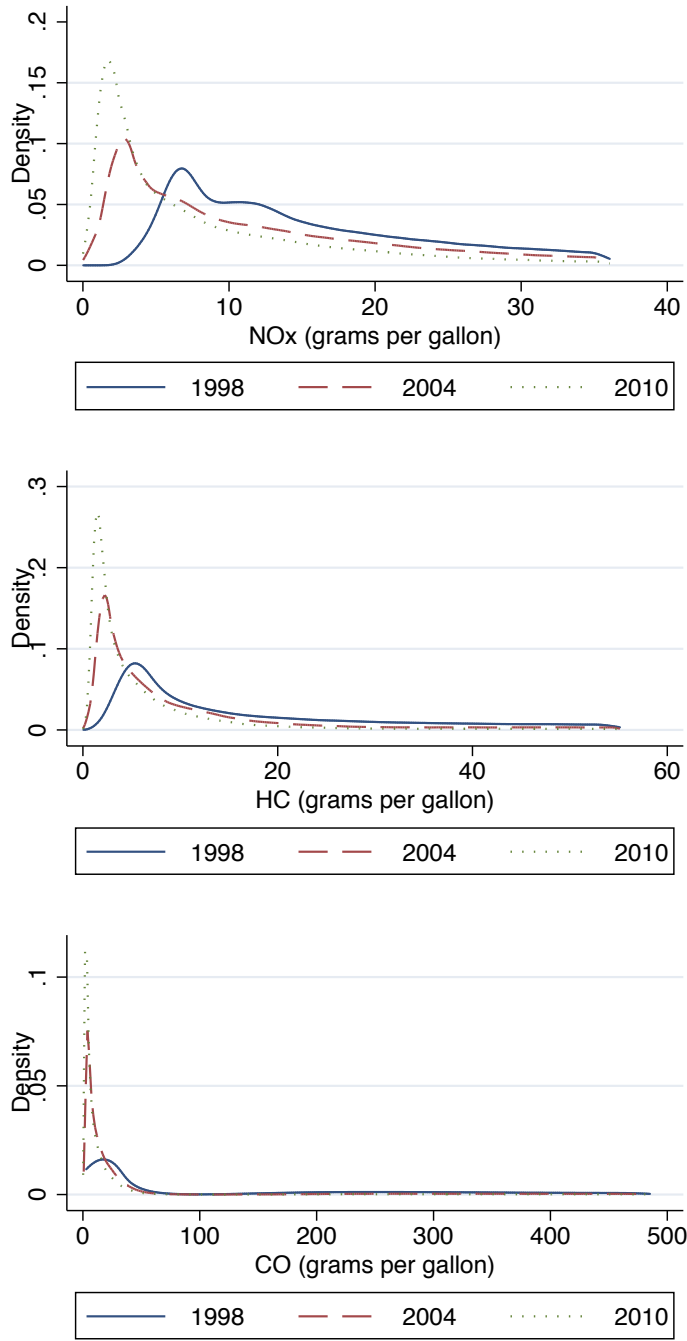 Density
0 .05 .1 .15 .2
0 10 20 30 40
NOx (grams per gallon)
1998 2004 2010
Density
0 .1 .2 .3
0 20 40 60
HC (grams per gallon)
1998 2004 2010
Density
0 .05 .1
0 100 200 300 400 500
CO (grams per gallon)
1998 2004 2010